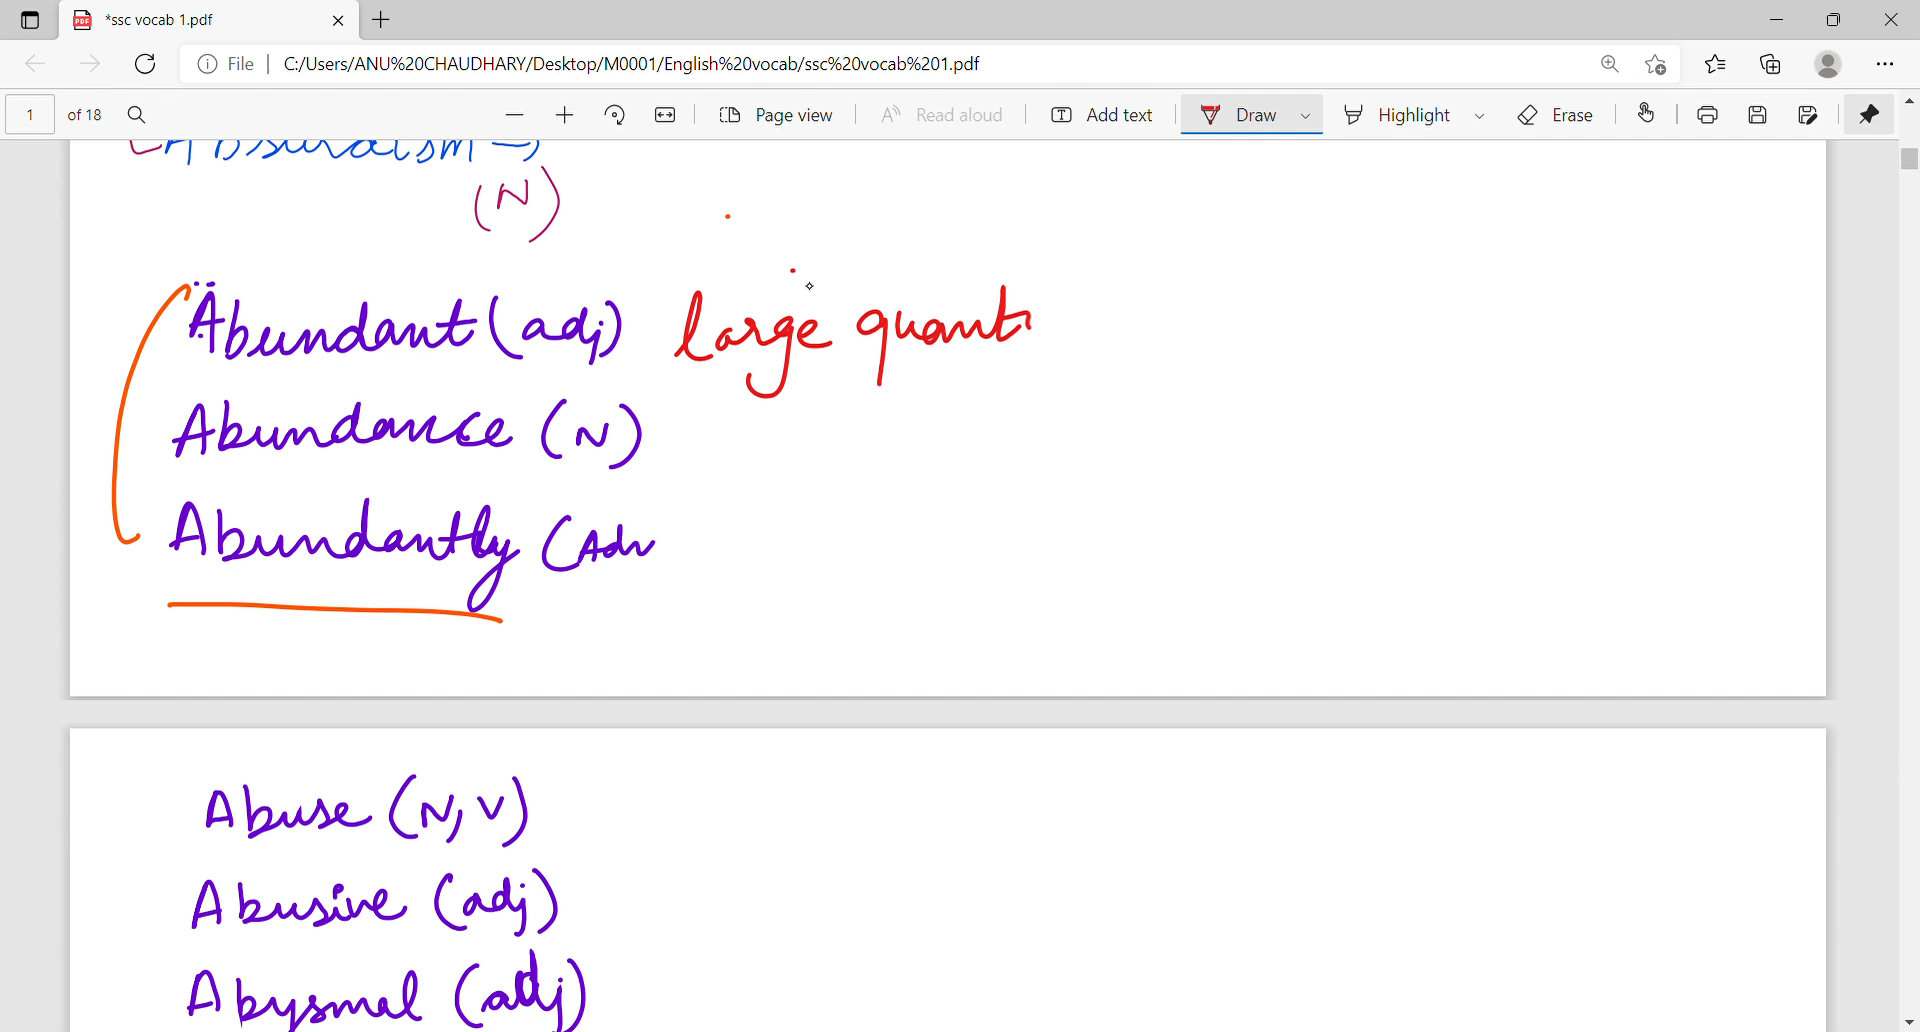 *ssc vocab 1.pdf
File C:/Users/ANU%20CHAUDHARY/Desktop/M0001/English%20vocab/ssc%20vocab%201.pdf
1 of 18 Page view Read aloud Add text Draw Highlight Erase
Absurdism →
(N)
Abundant (adj) large quant
Abundance (N)
Abundantly (Adv
Abuse (N, V)
Abusive (adj)
Abysmal (adj)